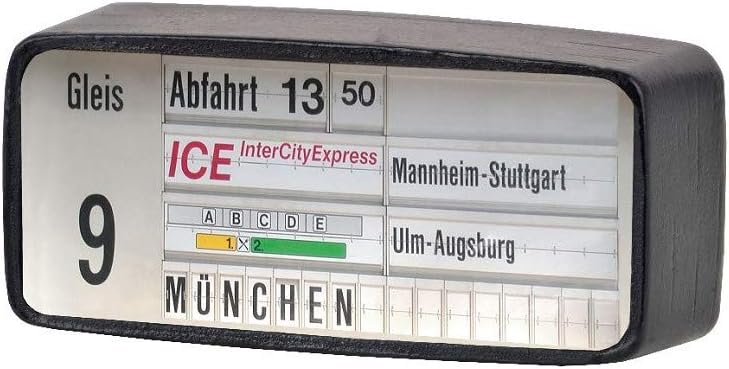 Gleis
9
Abfahrt 13 50
ICE InterCityExpress
Mannheim-Stuttgart
A B C D E
1. 2.
Ulm-Augsburg
MÜNCHEN